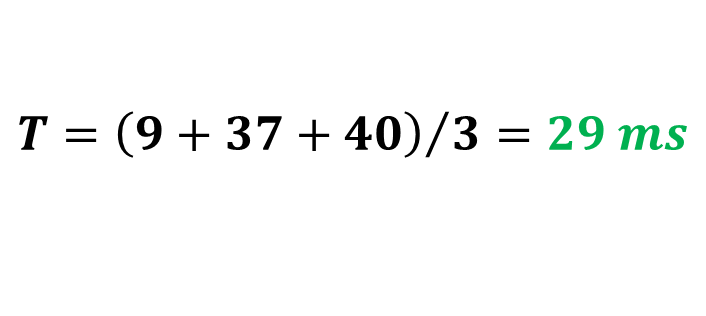 T = (9 + 37 + 40)/3 = 29 ms